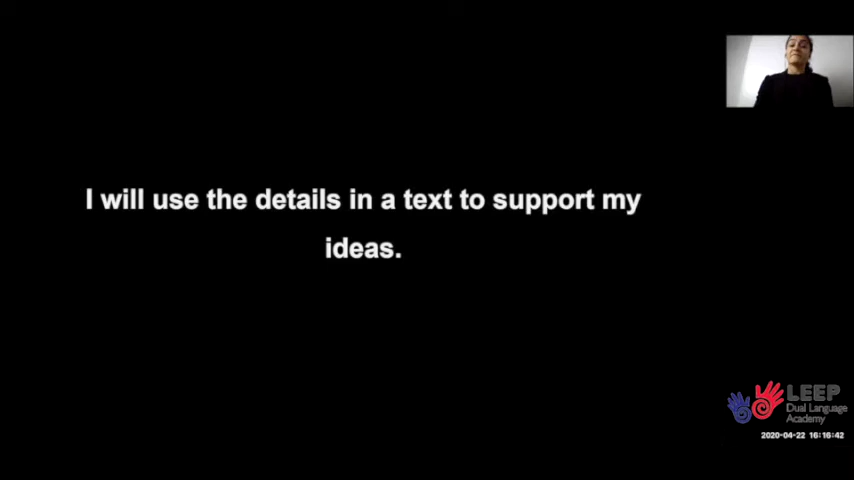 I will use the details in a text to support my
ideas.
LEEP
Dual Language
Academy
2020-04-22 16:16:42